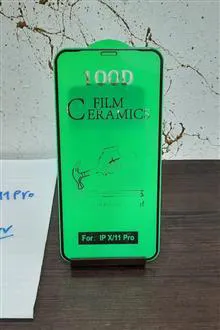 100D
FILM
CERAMICS
11 Pro
For: IP X/11 Pro